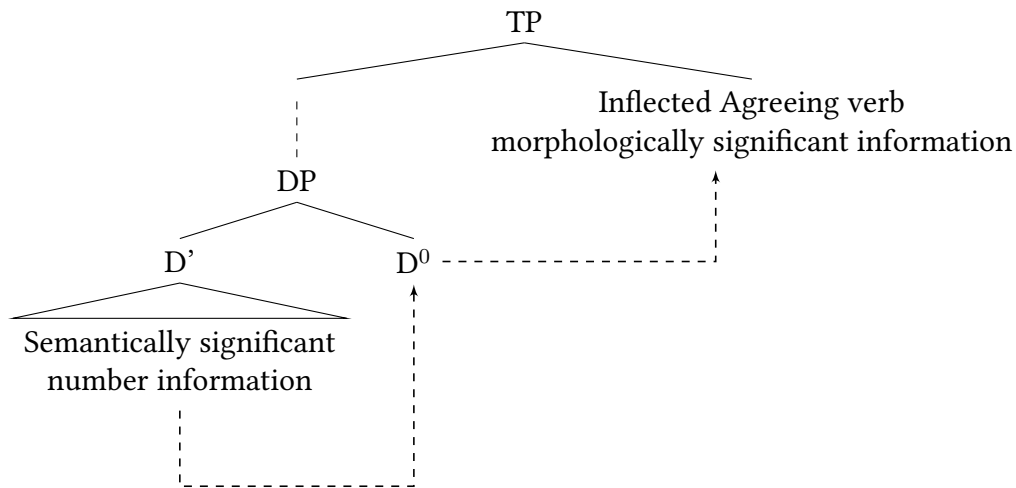 TP
Inflected Agreeing verb
morphologically significant information
DP
D’ D⁰
Semantically significant
number information